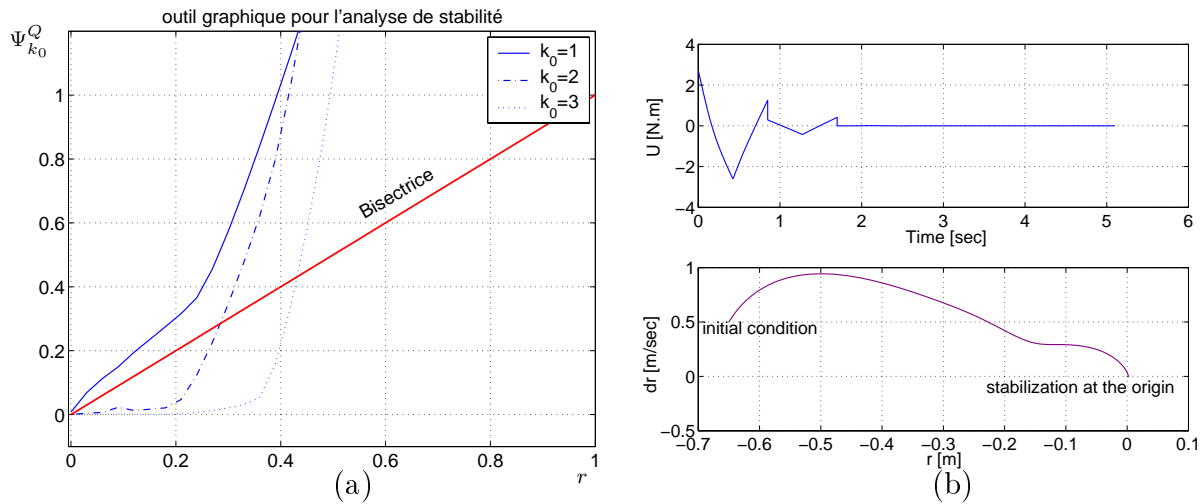 outil graphique pour l'analyse de stabilité
Ψ_{k_0}^Q
k_0=1
k_0=2
k_0=3
1
0.8
0.6
0.4
0.2
0
Bisectrice
0 0.2 0.4 0.6 0.8 1
r
(a)
4
2
0
−2
−4
U [N.m]
0 1 2 3 4 5 6
Time [sec]
1
0.5
0
−0.5
dr [m/sec]
initial condition
stabilization at the origin
−0.7 −0.6 −0.5 −0.4 −0.3 −0.2 −0.1 0 0.1
r [m]
(b)